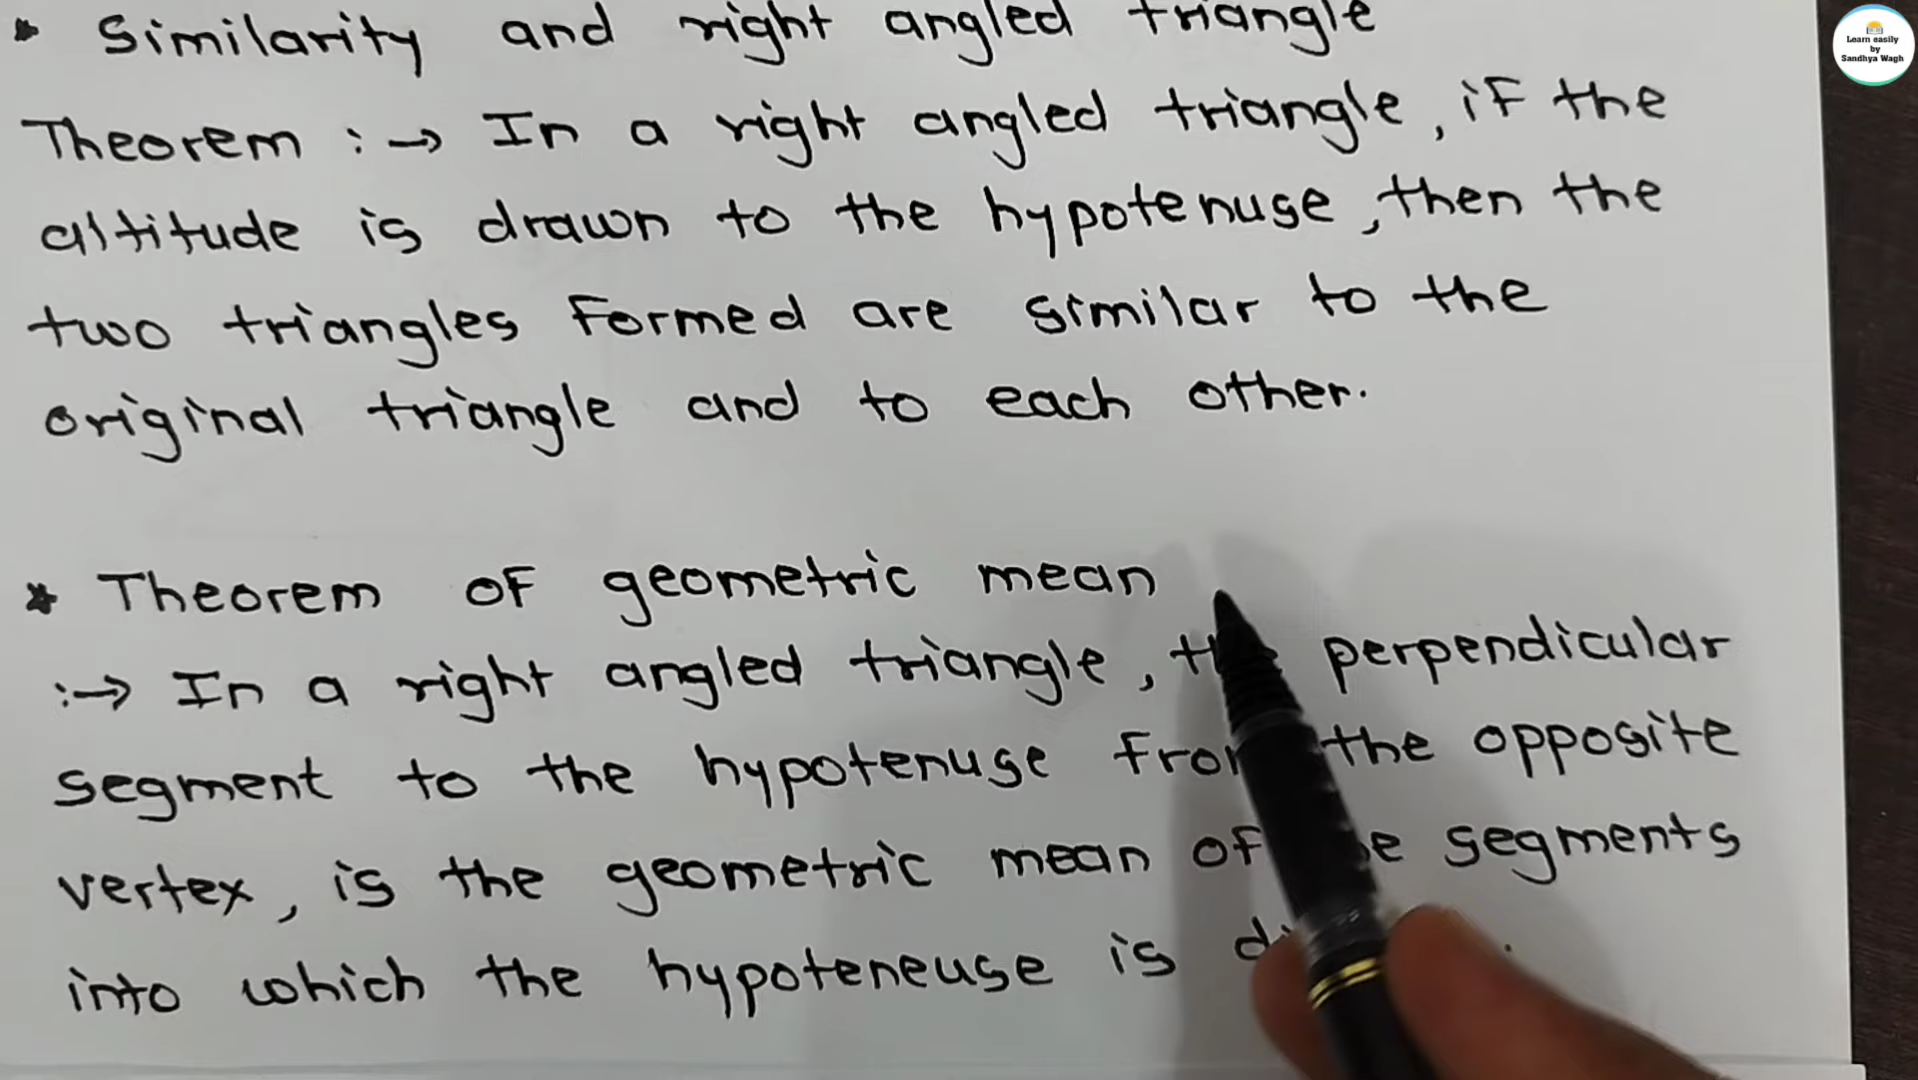 * Similarity and right angled triangle
Theorem :→ In a right angled triangle, if the
altitude is drawn to the hypotenuse, then the
two triangles formed are similar to the
original triangle and to each other.
* Theorem of geometric mean
:→ In a right angled triangle, perpendicular
segment to the hypotenuse the opposite
vertex, is the geometric mean of segments
into which the hypoteneuse is
Learn easily
by
Sandhya Wagh